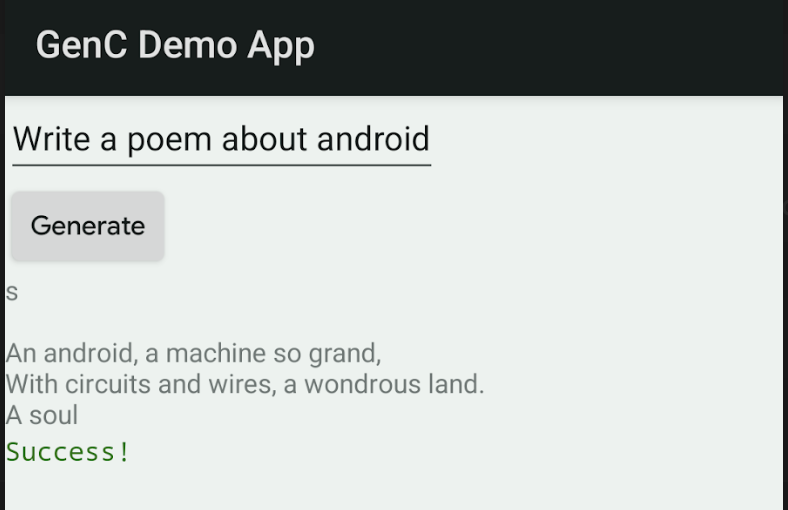 GenC Demo App
Write a poem about android
Generate
s
An android, a machine so grand,
With circuits and wires, a wondrous land.
A soul
Success!